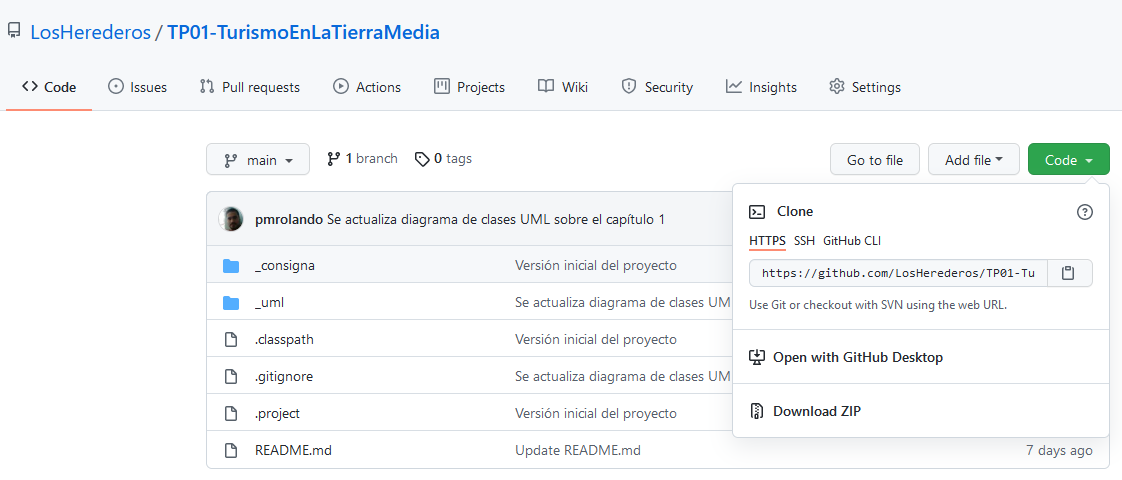 LosHerederos / TP01-TurismoEnLaTierraMedia
Code Issues Pull requests Actions Projects Wiki Security Insights Settings
main 1 branch 0 tags Go to file Add file Code
pmrolando Se actualiza diagrama de clases UML sobre el capítulo 1
_consigna Versión inicial del proyecto
_uml Se actualiza diagrama de clases UM
.classpath Versión inicial del proyecto
.gitignore Se actualiza diagrama de clases UM
.project Versión inicial del proyecto
README.md Update README.md 7 days ago
Clone
HTTPS SSH GitHub CLI
https://github.com/LosHerederos/TP01-Tu
Use Git or checkout with SVN using the web URL.
Open with GitHub Desktop
Download ZIP